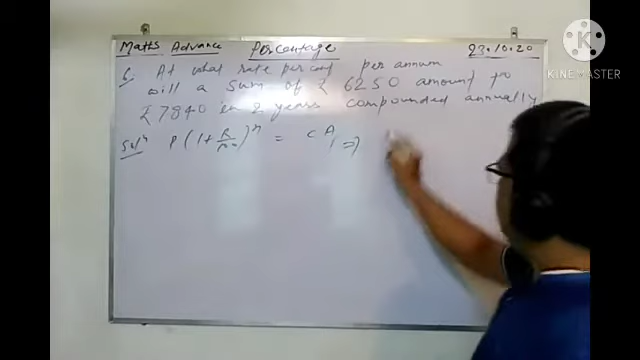 Maths Advance Percentage 23.10.20
6. At what rate per cent per annum
will a sum of ₹ 6250 amount to
₹ 7840 in 2 years compounded annually
Solⁿ P(1+R/100)ⁿ = CA, ⇒
KINEMASTER